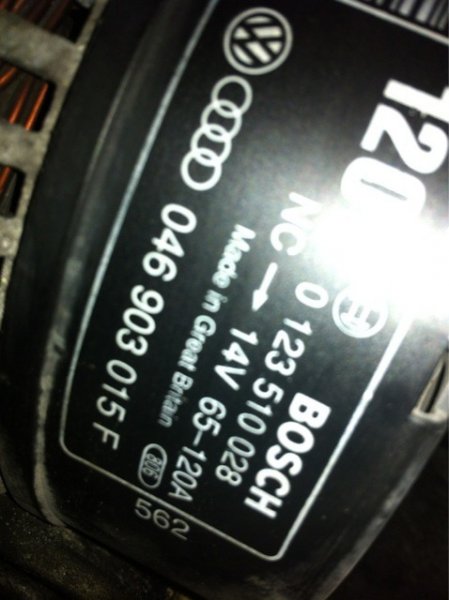 120
BOSCH
NC 0 123 510 028
→ 14V 65-120A
Made in Great Britain
046 903 015 F
562